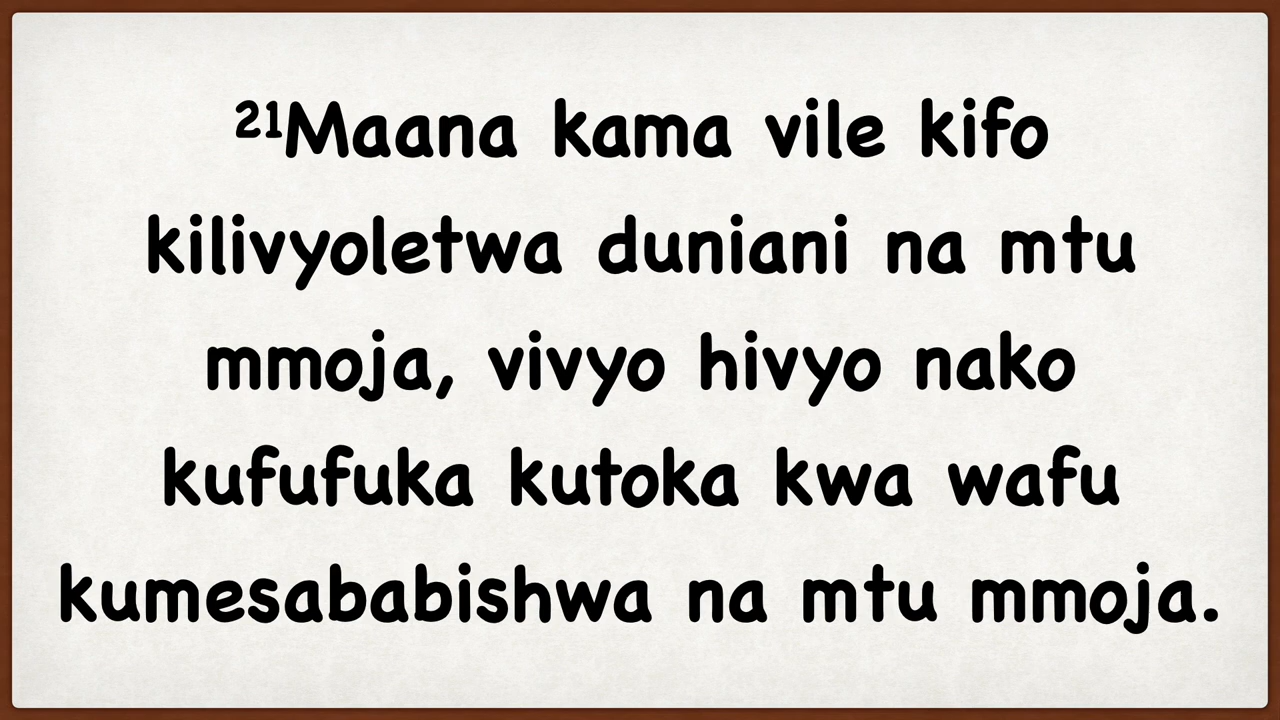 ²¹Maana kama vile kifo
kilivyoletwa duniani na mtu
mmoja, vivyo hivyo nako
kufufuka kutoka kwa wafu
kumesababishwa na mtu mmoja.